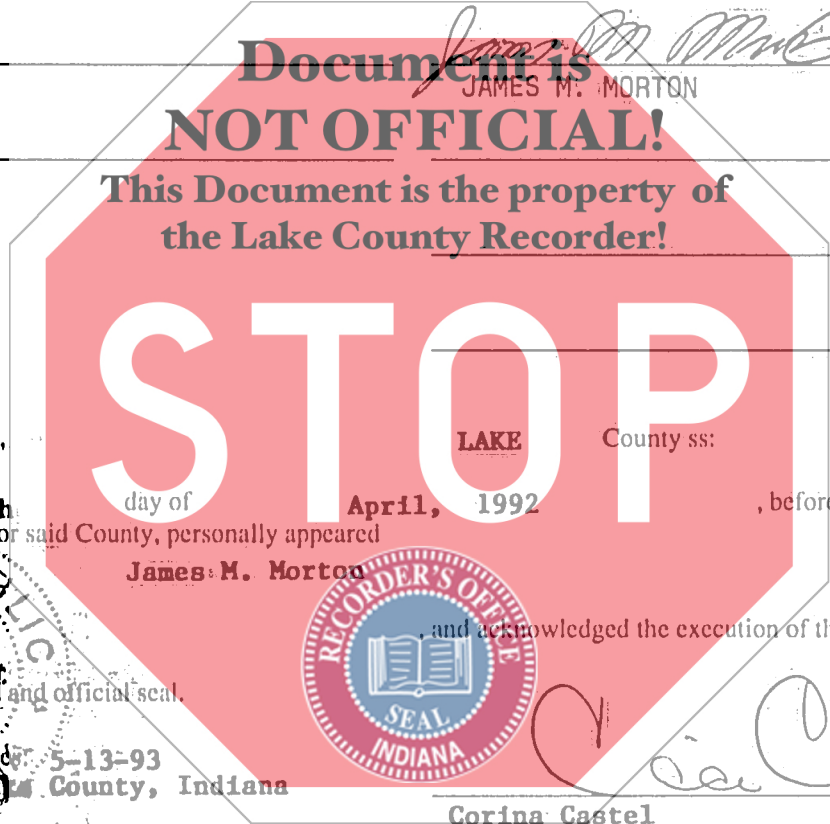 Document is
JAMES M. MORTON
NOT OFFICIAL!
This Document is the property of
the Lake County Recorder!
STOP
LAKE County ss:
day of April, 1992 , before
or said County, personally appeared
James M. Morton
RECORDER'S OFFICE
, and acknowledged the execution of
SEAL
INDIANA
and official seal.
5-13-93
County, Indiana
Corina Castel